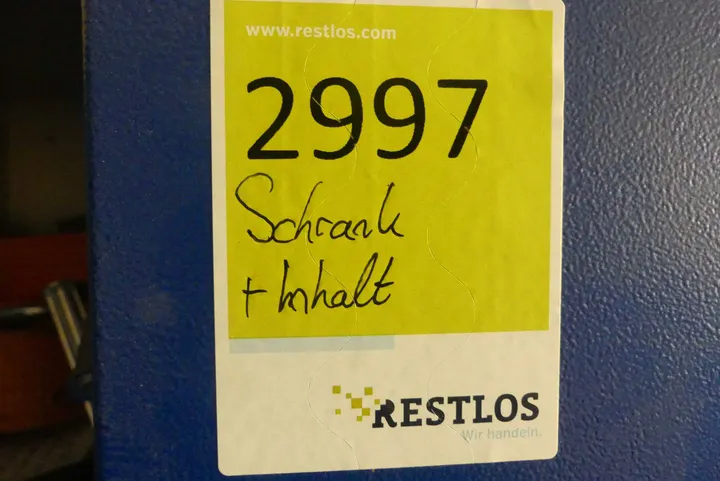 www.restlos.com
2997
Schrank
+ Inhalt
RESTLOS
Wir handeln.